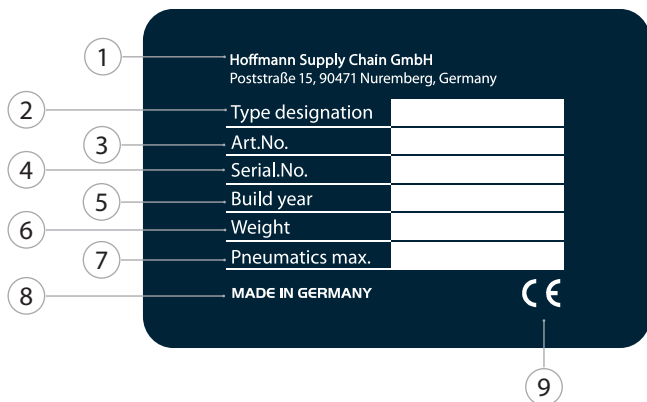 1 Hoffmann Supply Chain GmbH
Poststraße 15, 90471 Nuremberg, Germany
2 Type designation
3 Art.No.
4 Serial.No.
5 Build year
6 Weight
7 Pneumatics max.
8 MADE IN GERMANY CE
9